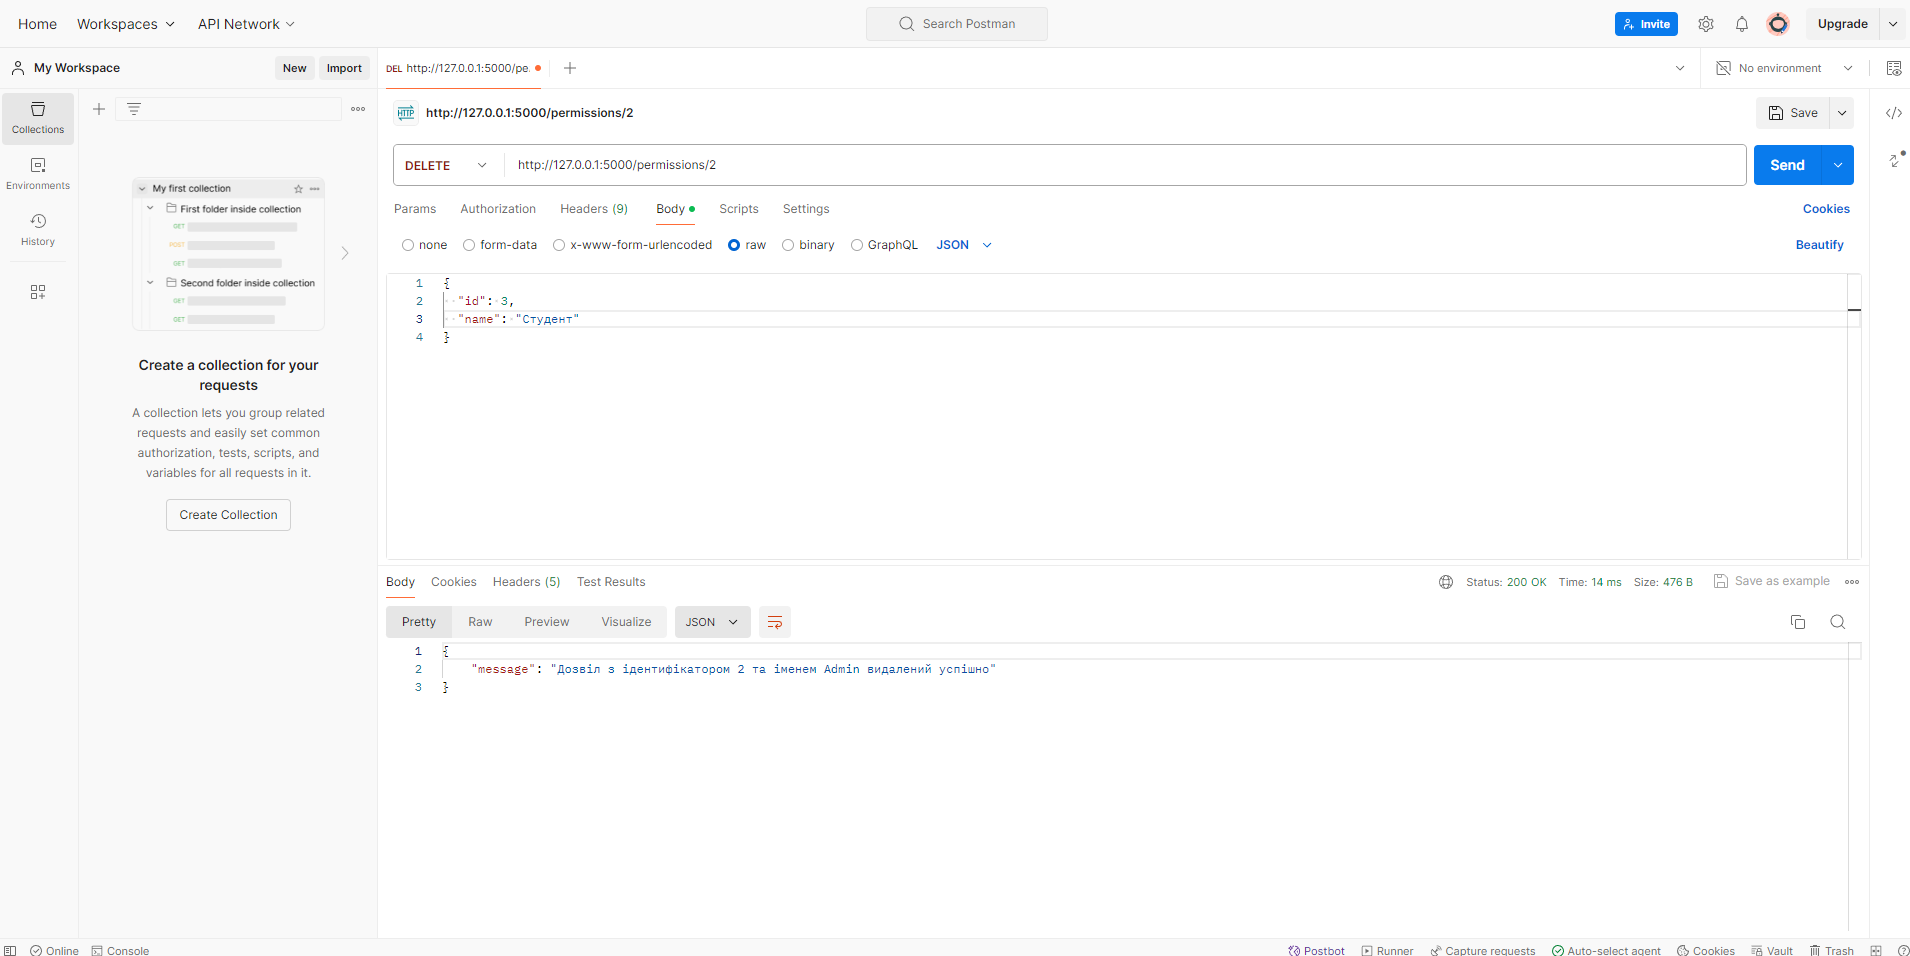 Home Workspaces API Network Search Postman Invite Upgrade
My Workspace New Import DEL http://127.0.0.1:5000/pe. No environment
Collections
Environments
History
My first collection
First folder inside collection
GET
POST
GET
Second folder inside collection
GET
GET
Create a collection for your
requests
A collection lets you group related
requests and easily set common
authorization, tests, scripts, and
variables for all requests in it.
Create Collection
HTTP http://127.0.0.1:5000/permissions/2 Save
DELETE http://127.0.0.1:5000/permissions/2 Send
Params Authorization Headers (9) Body Scripts Settings Cookies
none form-data x-www-form-urlencoded raw binary GraphQL JSON Beautify
1 {
2 "id": 3,
3 "name": "Студент"
4 }
Body Cookies Headers (5) Test Results Status: 200 OK Time: 14 ms Size: 476 B Save as example
Pretty Raw Preview Visualize JSON
1 {
2 "message": "Дозвіл з ідентифікатором 2 та іменем Admin видалений успішно"
3 }
Online Console Postbot Runner Capture requests Auto-select agent Cookies Vault Trash